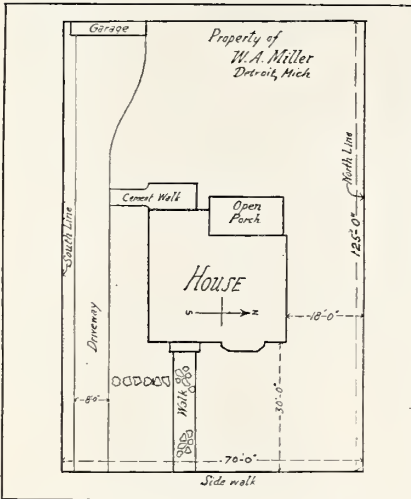 Garage
Property of
W. A. Miller
Detroit, Mich
North Line
125'-0"
Cement Walk
Open
Porch
South Line
HOUSE
S N
18'-0"
Driveway
Walk
8'-0"
30'-0"
70'-0"
Side walk